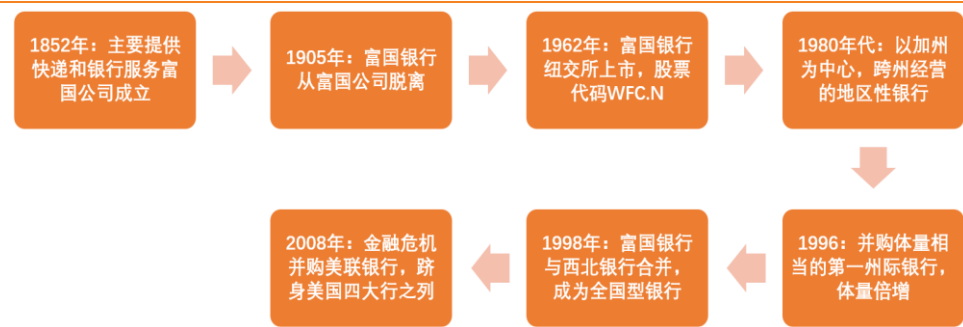 1852年：主要提供
快递和银行服务富
国公司成立
1905年：富国银行
从富国公司脱离
1962年：富国银行
纽交所上市，股票
代码WFC.N
1980年代：以加州
为中心，跨州经营
的地区性银行
1996：并购体量相
当的第一州际银行，
体量倍增
1998年：富国银行
与西北银行合并，
成为全国型银行
2008年：金融危机
并购美联银行，跻
身美国四大行之列